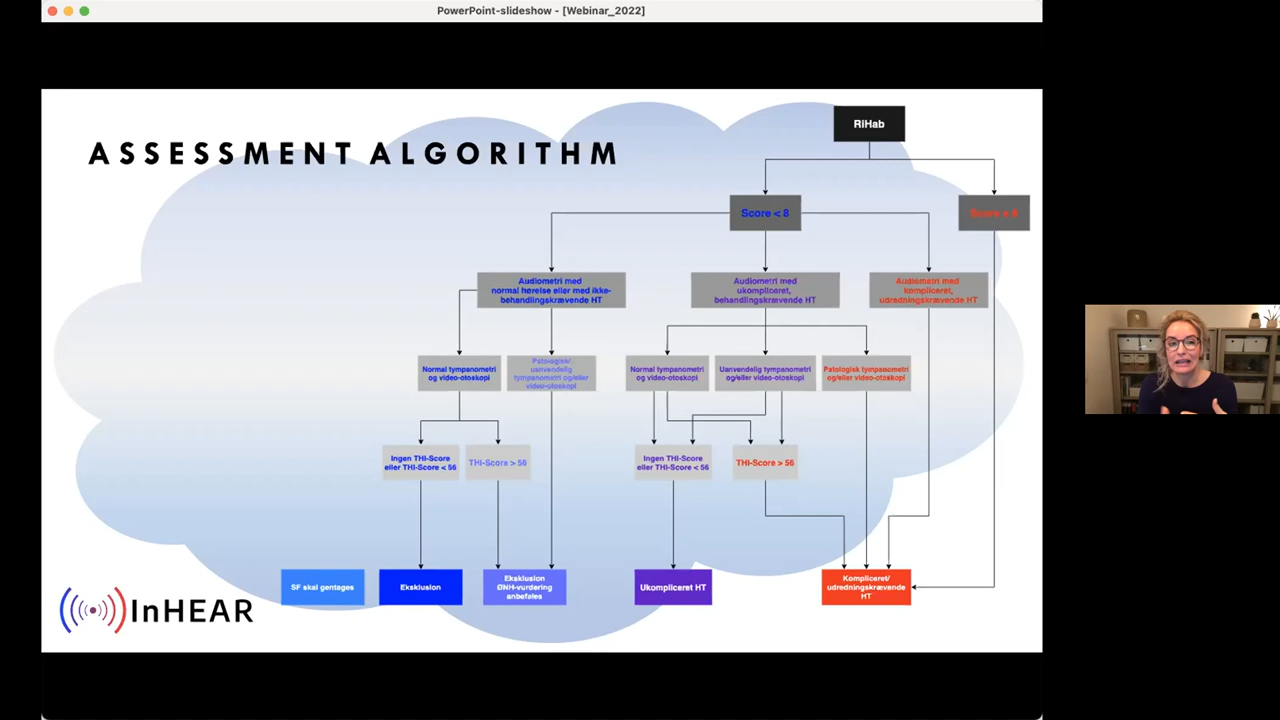 PowerPoint-slideshow - [Webinar_2022]
ASSESSMENT ALGORITHM
RiHab
Score < 8
Score ≥ 8
Audiometri med
normal hørelse eller med ikke-
behandlingskrævende HT
Audiometri med
ukompliceret,
behandlingskrævende HT
Audiometri med
kompliceret,
udredningskrævende HT
Normal tympanometri
og video-otoskopi
Patologisk/
uanvendelig
tympanometri og/eller
video-otoskopi
Normal tympanometri
og video-otoskopi
Uanvendelig tympanometri
og/eller video-otoskopi
Patologisk tympanometri
og/eller video-otoskopi
Ingen THI-Score
eller THI-Score < 56
THI-Score > 56
Ingen THI-Score
eller THI-Score < 56
THI-Score > 56
SF skal gentages
Eksklusion
Eksklusion
ØNH-vurdering
anbefales
Ukompliceret HT
Kompliceret/
udredningskrævende
HT
InHEAR